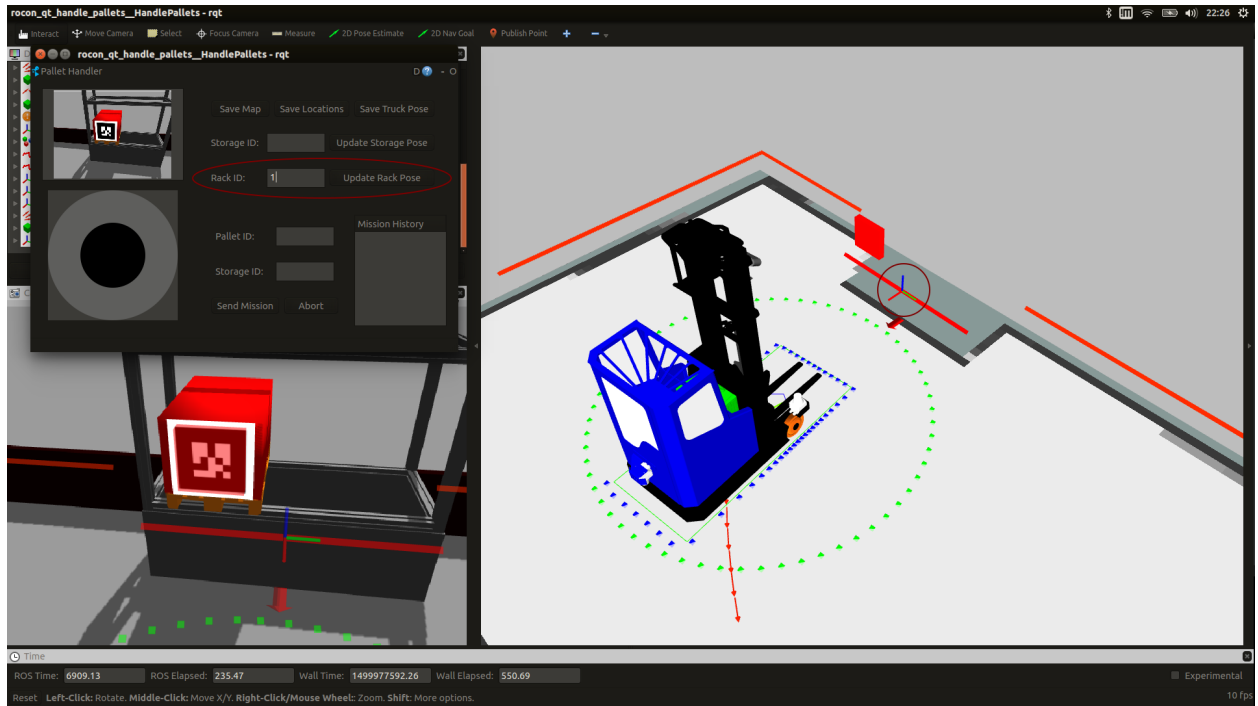 rocon_qt_handle_pallets__HandlePallets - rqt
22:26
Interact Move Camera Select Focus Camera Measure 2D Pose Estimate 2D Nav Goal Publish Point
rocon_qt_handle_pallets__HandlePallets - rqt
Pallet Handler D ? - O
Save Map Save Locations Save Truck Pose
Storage ID: Update Storage Pose
Rack ID: 1 Update Rack Pose
Mission History
Pallet ID:
Storage ID:
Send Mission Abort
Time
ROS Time: 6909.13 ROS Elapsed: 235.47 Wall Time: 1499977592.26 Wall Elapsed: 550.69 Experimental
Reset Left-Click: Rotate. Middle-Click: Move X/Y. Right-Click/Mouse Wheel:: Zoom. Shift: More options. 10 fps